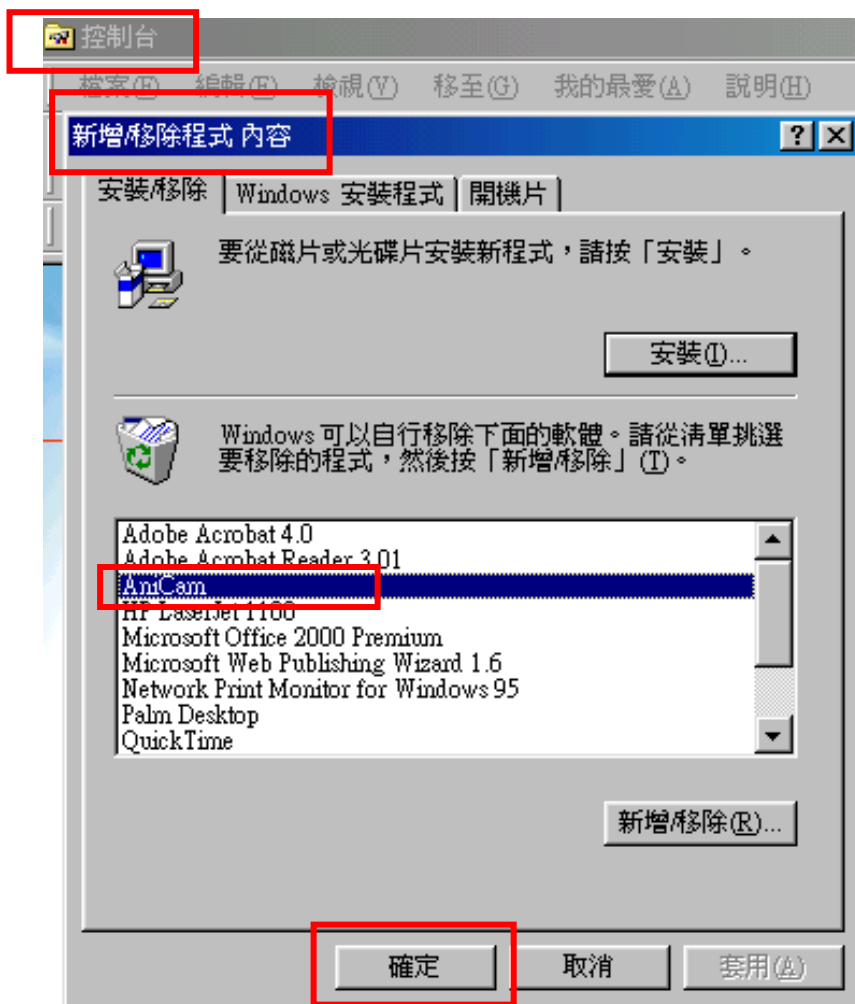 控制台
檔案(F) 編輯(E) 檢視(V) 移至(G) 我的最愛(A) 說明(H)
新增/移除程式 內容
安裝/移除 Windows 安裝程式 開機片
要從磁片或光碟片安裝新程式，請按「安裝」。
安裝(I)...
Windows 可以自行移除下面的軟體。請從清單挑選
要移除的程式，然後按「新增/移除」(T)。
Adobe Acrobat 4.0
Adobe Acrobat Reader 3.01
AniCam
HP LaserJet 1100
Microsoft Office 2000 Premium
Microsoft Web Publishing Wizard 1.6
Network Print Monitor for Windows 95
Palm Desktop
QuickTime
新增/移除(R)...
確定 取消 套用(A)